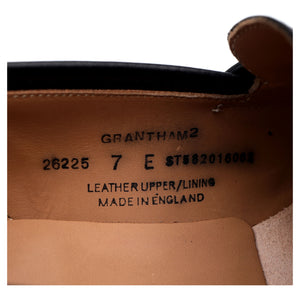 GRANTHAM2
26225 7 E
LEATHER UPPER/LINING
MADE IN ENGLAND